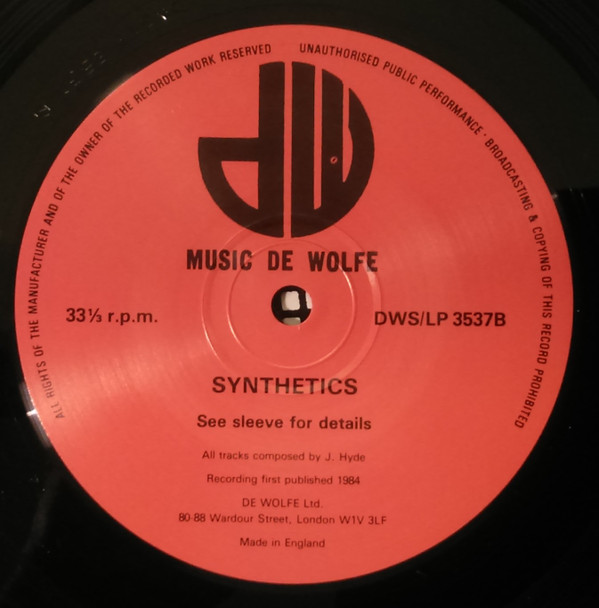 ALL RIGHTS OF THE MANUFACTURER AND OF THE OWNER OF THE RECORDED WORK RESERVED
UNAUTHORISED PUBLIC PERFORMANCE · BROADCASTING & COPYING OF THIS RECORD PROHIBITED
dW
MUSIC DE WOLFE
33⅓ r.p.m.
DWS/LP 3537B
SYNTHETICS
See sleeve for details
All tracks composed by J. Hyde
Recording first published 1984
DE WOLFE Ltd.
80-88 Wardour Street, London W1V 3LF
Made in England